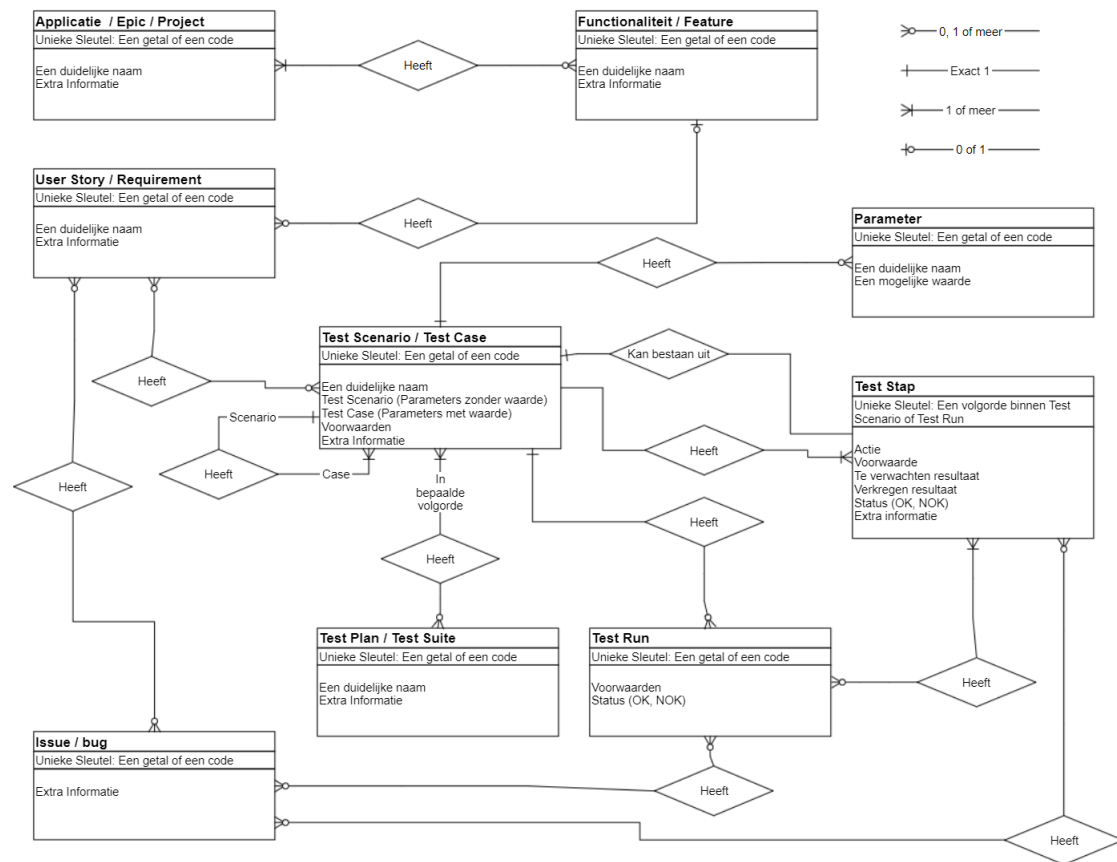 Applicatie / Epic / Project
Unieke Sleutel: Een getal of een code
Een duidelijke naam
Extra Informatie
Heeft
Functionaliteit / Feature
Unieke Sleutel: Een getal of een code
Een duidelijke naam
Extra Informatie
0, 1 of meer
Exact 1
1 of meer
0 of 1
User Story / Requirement
Unieke Sleutel: Een getal of een code
Een duidelijke naam
Extra Informatie
Heeft
Parameter
Unieke Sleutel: Een getal of een code
Een duidelijke naam
Een mogelijke waarde
Heeft
Test Scenario / Test Case
Unieke Sleutel: Een getal of een code
Een duidelijke naam
Test Scenario (Parameters zonder waarde)
Test Case (Parameters met waarde)
Voorwaarden
Extra Informatie
Kan bestaan uit
Heeft
Scenario
Heeft
Case
Heeft
Test Stap
Unieke Sleutel: Een volgorde binnen Test
Scenario of Test Run
Actie
Voorwaarde
Te verwachten resultaat
Verkregen resultaat
Status (OK, NOK)
Extra informatie
Heeft
In
bepaalde
volgorde
Heeft
Heeft
Test Plan / Test Suite
Unieke Sleutel: Een getal of een code
Een duidelijke naam
Extra Informatie
Test Run
Unieke Sleutel: Een getal of een code
Voorwaarden
Status (OK, NOK)
Heeft
Issue / bug
Unieke Sleutel: Een getal of een code
Extra Informatie
Heeft
Heeft